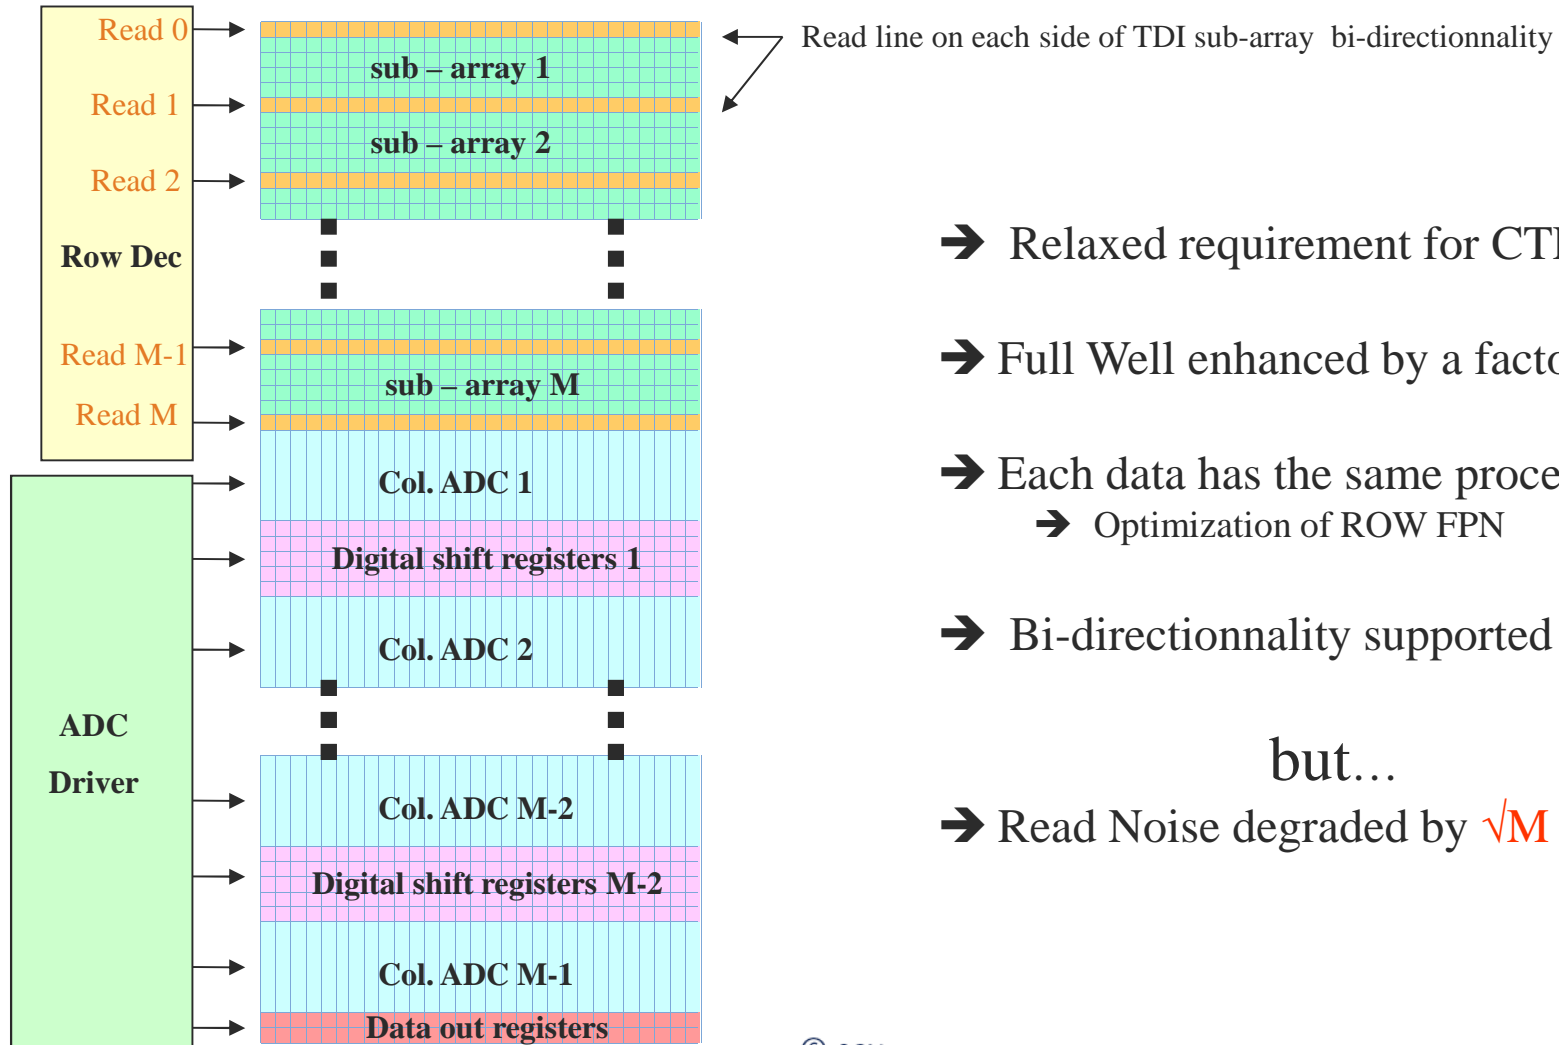 Read 0
Read line on each side of TDI sub-array bi-directionnality
sub – array 1
Read 1
sub – array 2
Read 2
Row Dec
➔ Relaxed requirement for
Read M-1
➔ Full Well enhanced by a
sub – array M
Read M
➔ Each data has the same
➔ Optimization of ROW FPN
Col. ADC 1
Digital shift registers 1
➔ Bi-directionnality supported
Col. ADC 2
ADC
Driver
but...
Col. ADC M-2
➔ Read Noise degraded by √M
Digital shift registers M-2
Col. ADC M-1
Data out registers